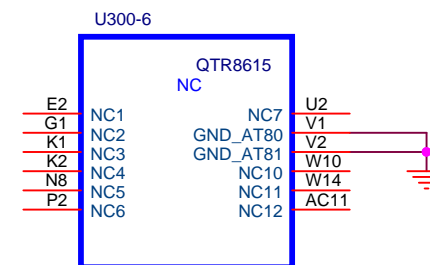 U300-6
QTR8615
NC
E2 NC1 NC7 U2
G1 NC2 GND_AT80 V1
K1 NC3 GND_AT81 V2
K2 NC4 NC10 W10
N8 NC5 NC11 W14
P2 NC6 NC12 AC11